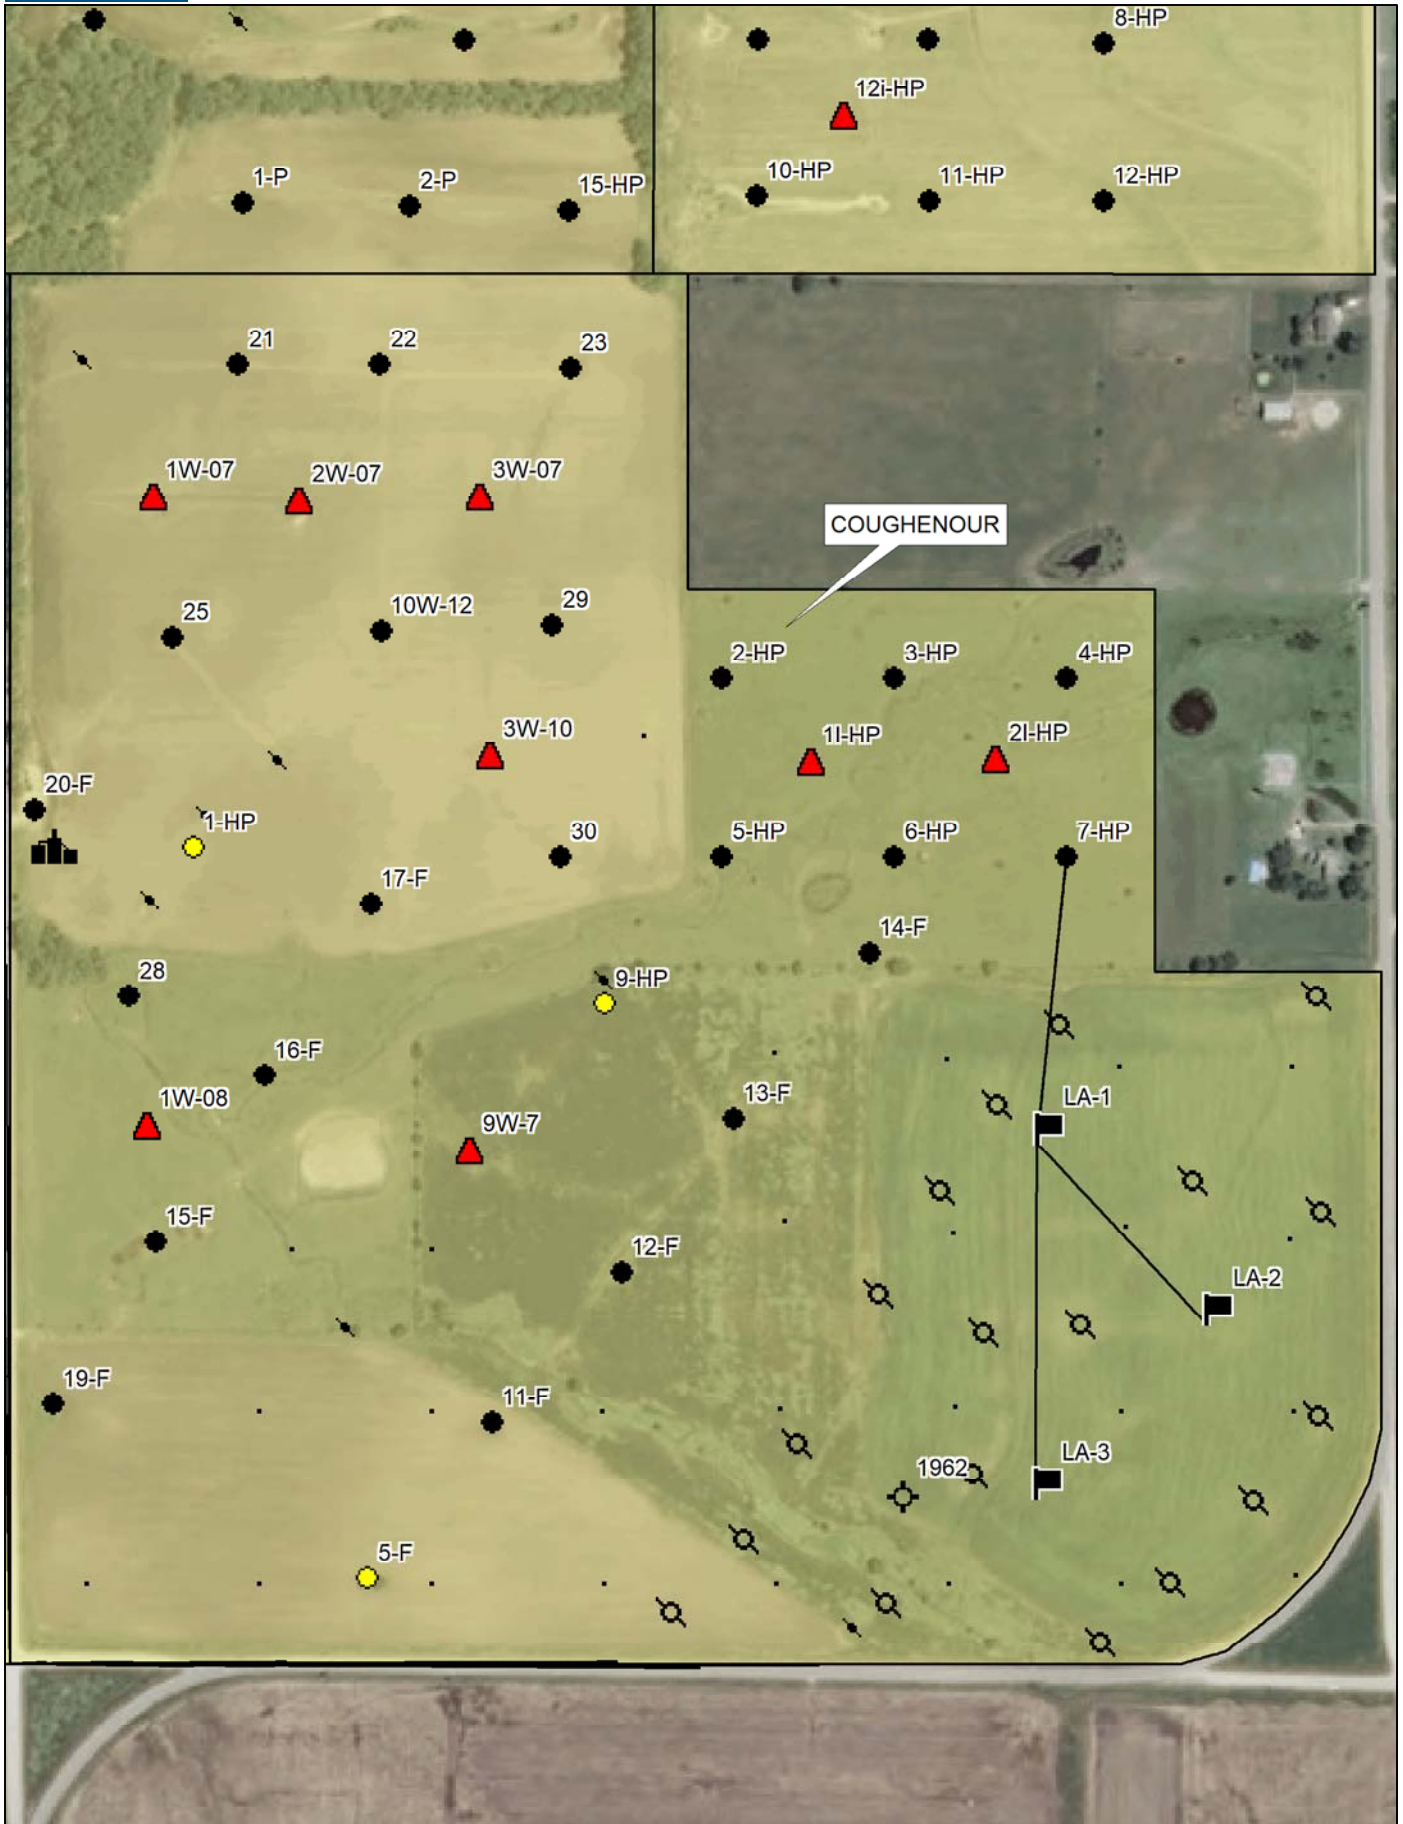 8-HP
12i-HP
10-HP
11-HP
12-HP
1-P
2-P
15-HP
21
22
23
1W-07
2W-07
3W-07
COUGHENOUR
25
10W-12
29
2-HP
3-HP
4-HP
3W-10
1I-HP
2I-HP
20-F
1-HP
30
5-HP
6-HP
7-HP
17-F
14-F
28
9-HP
16-F
1W-08
13-F
LA-1
9W-7
15-F
12-F
LA-2
19-F
11-F
1962
LA-3
5-F